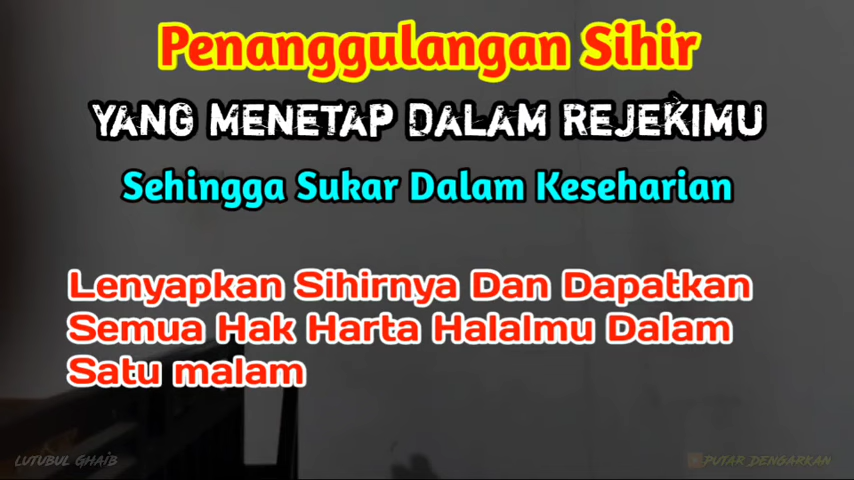 Penanggulangan Sihir
YANG MENETAP DALAM REJEKIMU
Sehingga Sukar Dalam Keseharian
Lenyapkan Sihirnya Dan Dapatkan
Semua Hak Harta Halalmu Dalam
Satu malam
LUTUBUL GHAIB
PUTAR DENGARKAN